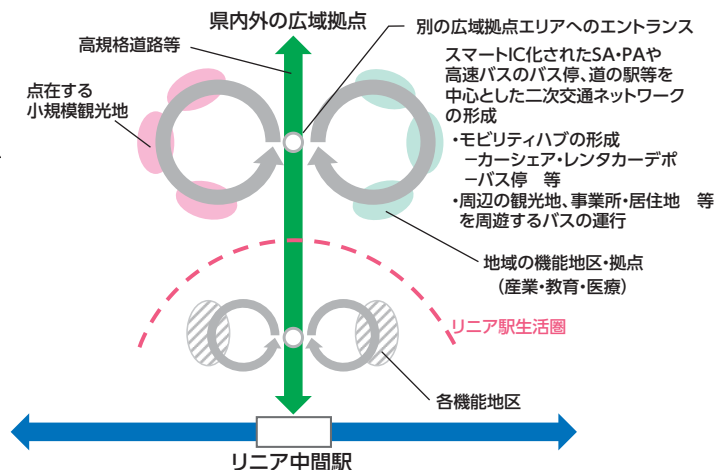 県内外の広域拠点
高規格道路等
点在する
小規模観光地
別の広域拠点エリアへのエントランス
スマートIC化されたSA・PAや
高速バスのバス停、道の駅等を
中心とした二次交通ネットワーク
の形成
・モビリティハブの形成
−カーシェア・レンタカーデポ
−バス停　等
・周辺の観光地、事業所・居住地　等
を周遊するバスの運行
地域の機能地区・拠点
（産業・教育・医療）
リニア駅生活圏
各機能地区
リニア中間駅